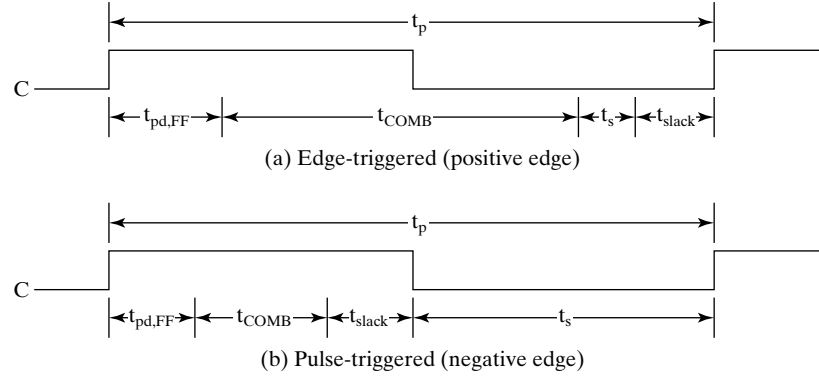 t_p
C
t_pd,FF t_COMB t_s t_slack
(a) Edge-triggered (positive edge)
t_p
C
t_pd,FF t_COMB t_slack t_s
(b) Pulse-triggered (negative edge)